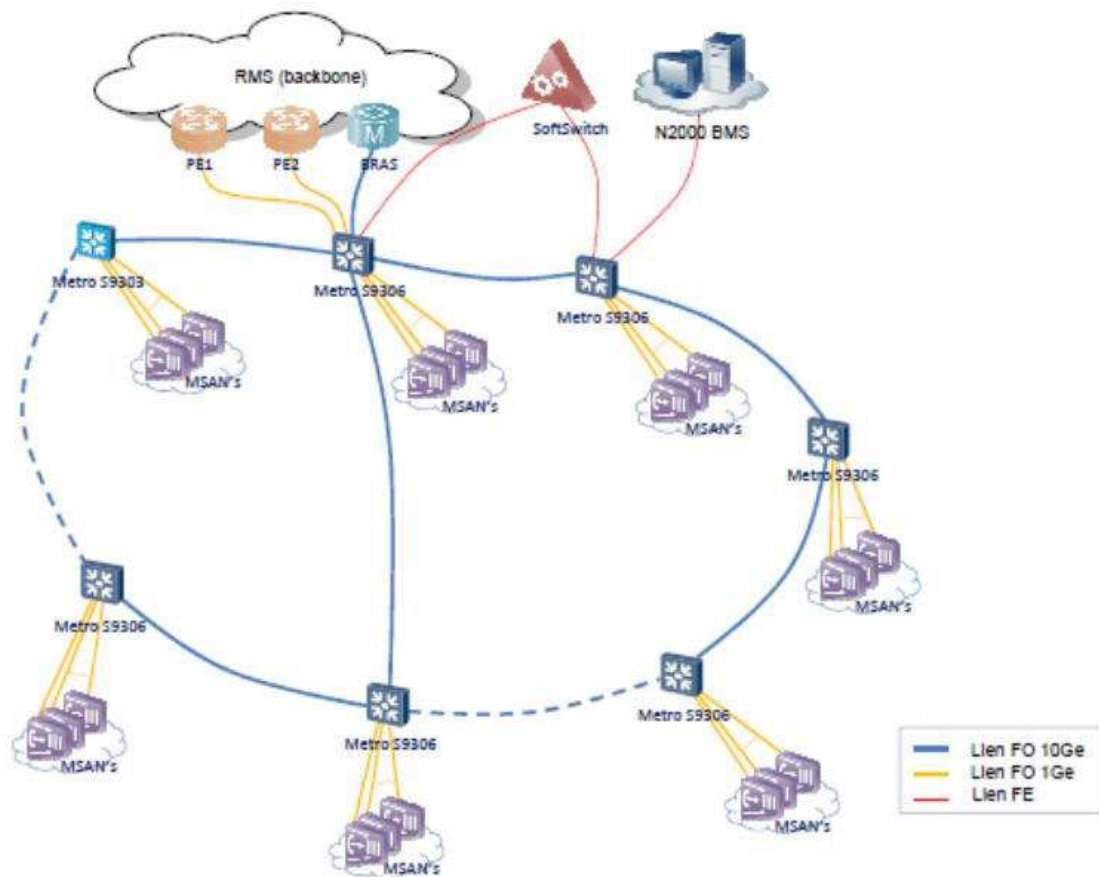 RMS (backbone)
PE1
PE2
M
BRAS
SoftSwitch
N2000 BMS
Metro S9303
Metro S9306
Metro S9306
MSAN's
MSAN's
MSAN's
Metro S9306
MSAN's
Metro S9306
Metro S9306
Metro S9306
MSAN's
MSAN's
MSAN's
Lien FO 10Ge
Lien FO 1Ge
Lien FE